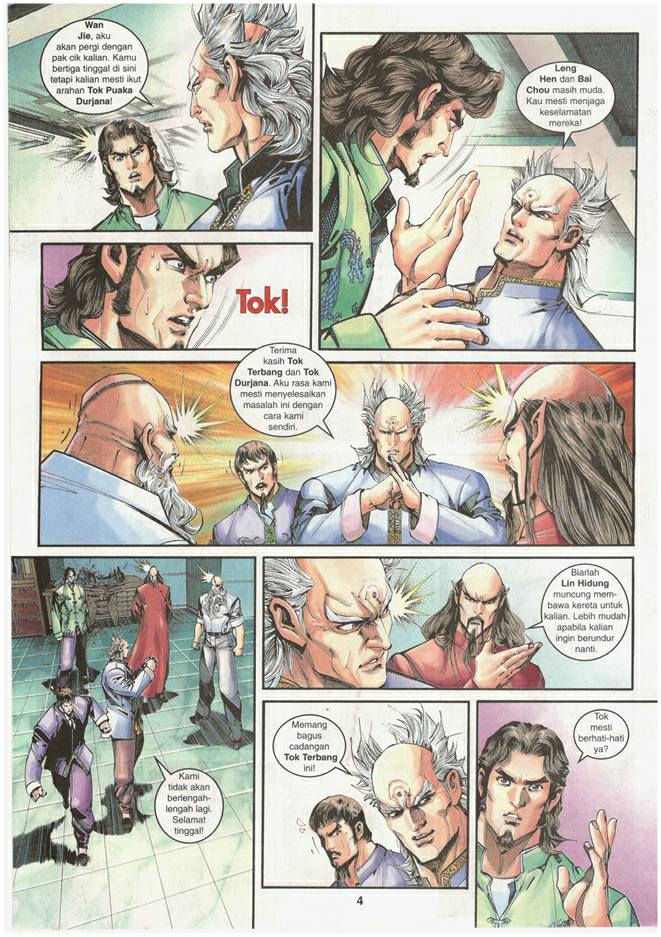 Wan
Jie, aku
akan pergi dengan
pak cik kalian. Kamu
bertiga tinggal di sini
tetapi kalian mesti ikut
arahan Tok Puaka
Durjana!
Leng
Hen dan Bai
Chou masih muda.
Kau mesti menjaga
keselamatan
mereka!
Tok!
Terima
kasih Tok
Terbang dan Tok
Durjana. Aku rasa kami
mesti menyelesaikan
masalah ini dengan
cara kami
sendiri.
Kami
tidak akan
berlengah-
lengah lagi.
Selamat
tinggal!
Biarlah
Lin Hidung
muncung mem-
bawa kereta untuk
kalian. Lebih mudah
apabila kalian
ingin berundur
nanti.
Memang
bagus
cadangan
Tok Terbang
ini!
Tok
mesti
berhati-hati
ya?
4